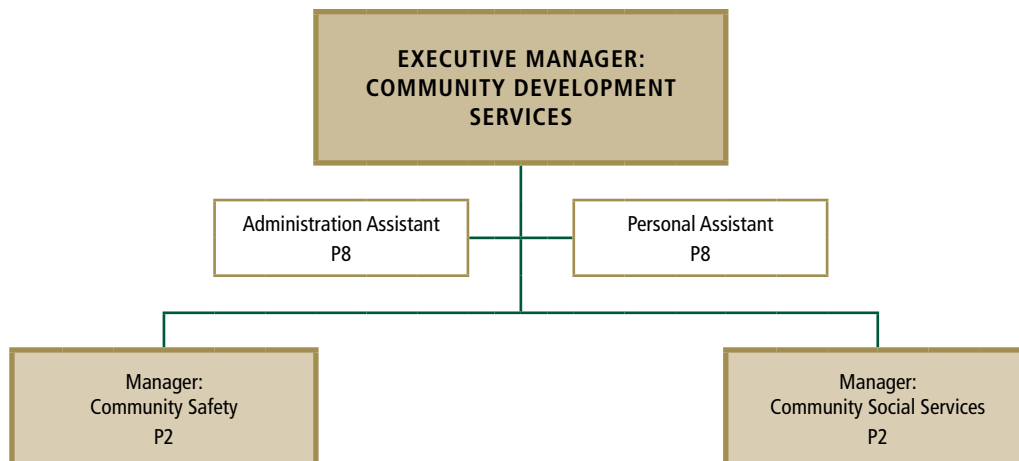 EXECUTIVE MANAGER:
COMMUNITY DEVELOPMENT
SERVICES
Administration Assistant
P8
Personal Assistant
P8
Manager:
Community Safety
P2
Manager:
Community Social Services
P2